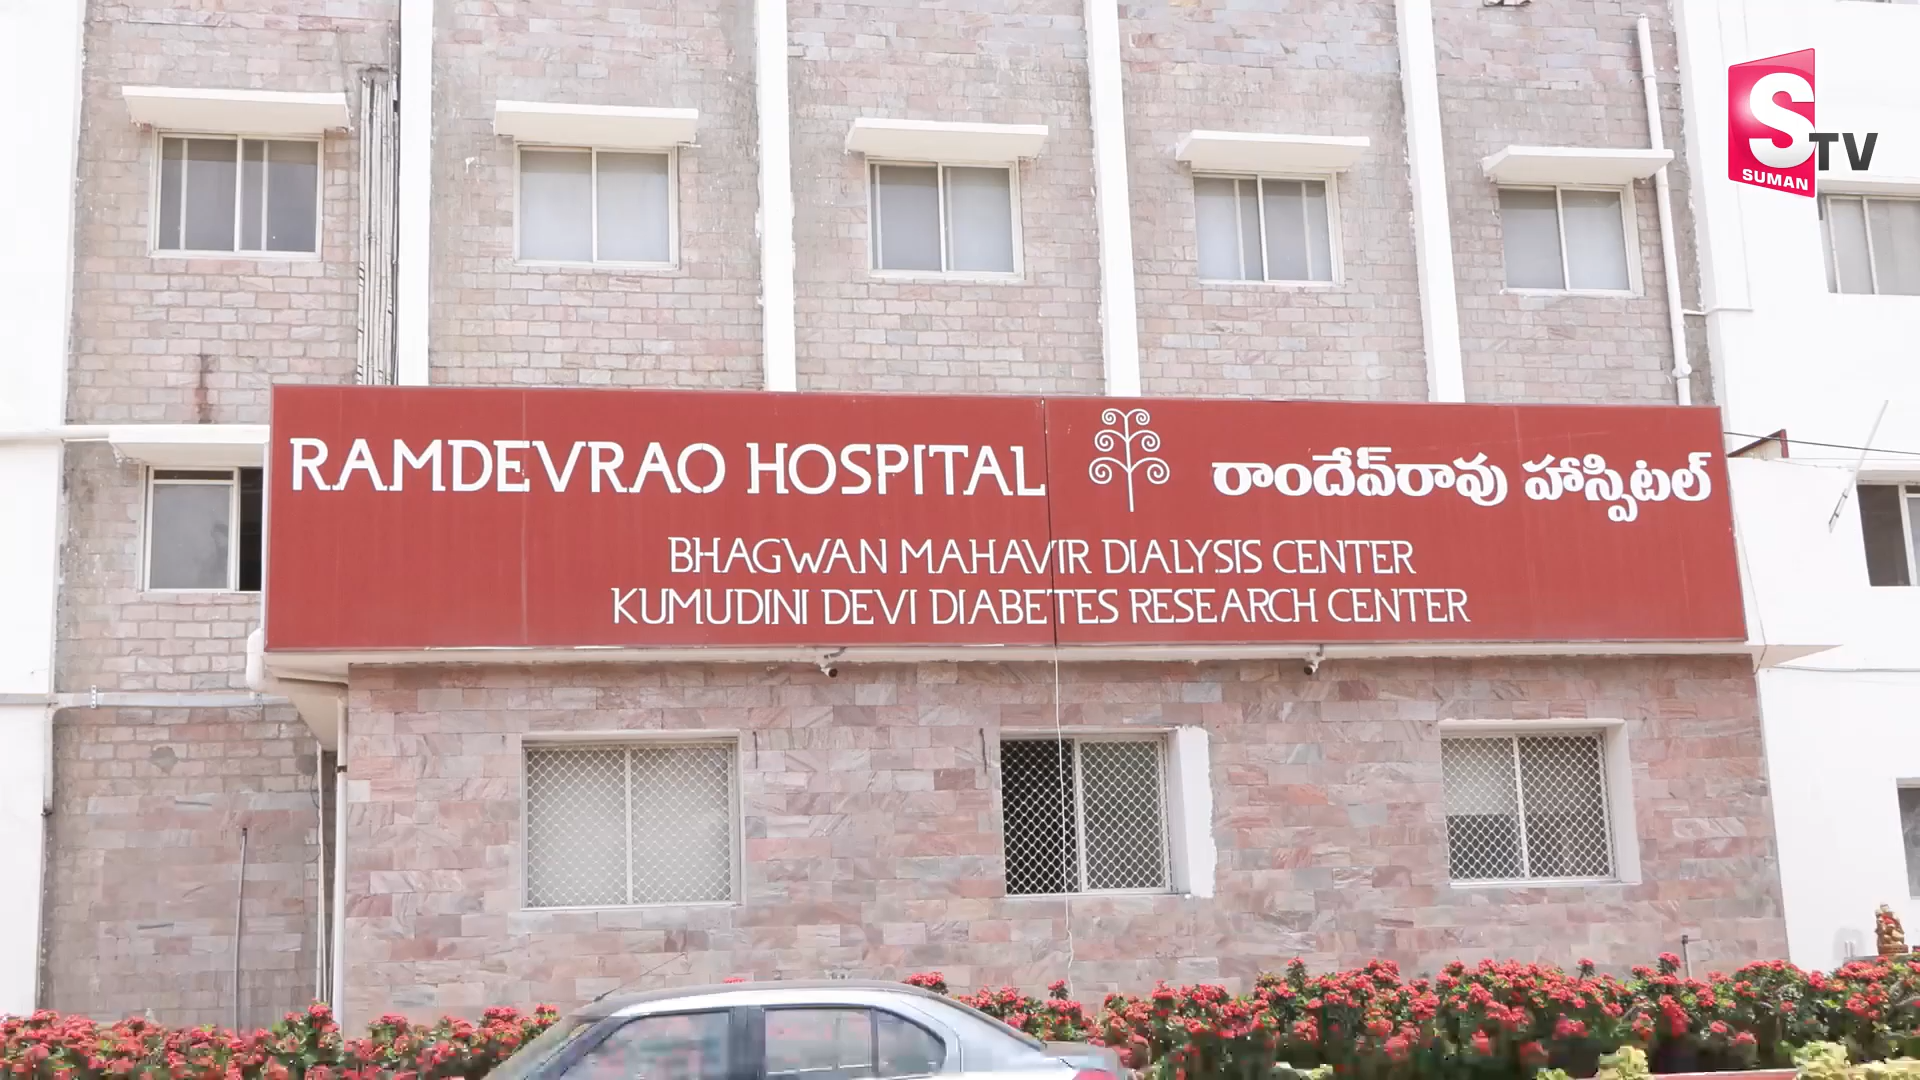 RAMDEVRAO HOSPITAL
రాందేవ్‌రావు హాస్పిటల్
BHAGWAN MAHAVIR DIALYSIS CENTER
KUMUDINI DEVI DIABETES RESEARCH CENTER
S TV
SUMAN